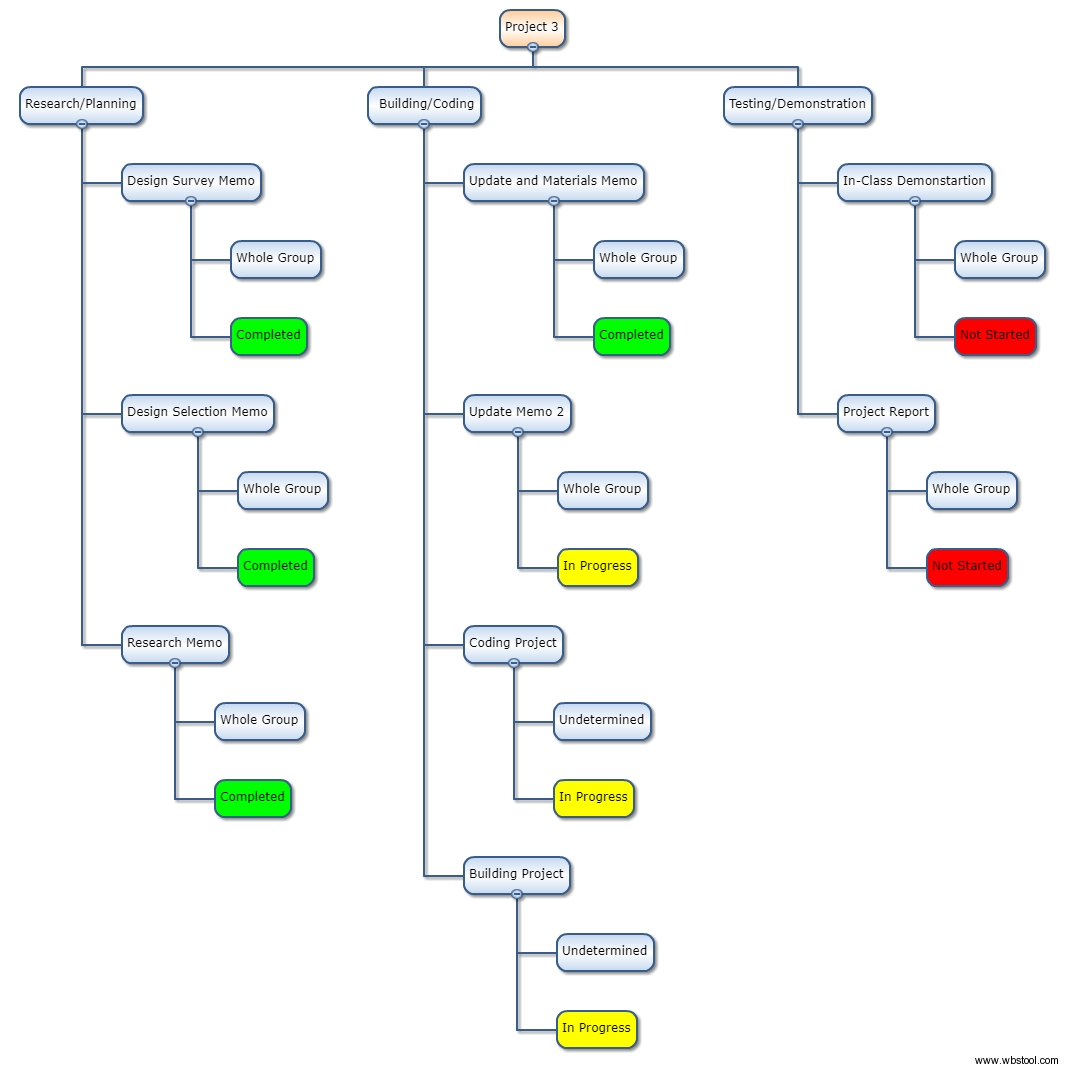 Project 3
Research/Planning
Design Survey Memo
Whole Group
Completed
Design Selection Memo
Whole Group
Completed
Research Memo
Whole Group
Completed
Building/Coding
Update and Materials Memo
Whole Group
Completed
Update Memo 2
Whole Group
In Progress
Coding Project
Undetermined
In Progress
Building Project
Undetermined
In Progress
Testing/Demonstration
In-Class Demonstartion
Whole Group
Not Started
Project Report
Whole Group
Not Started
www.wbstool.com